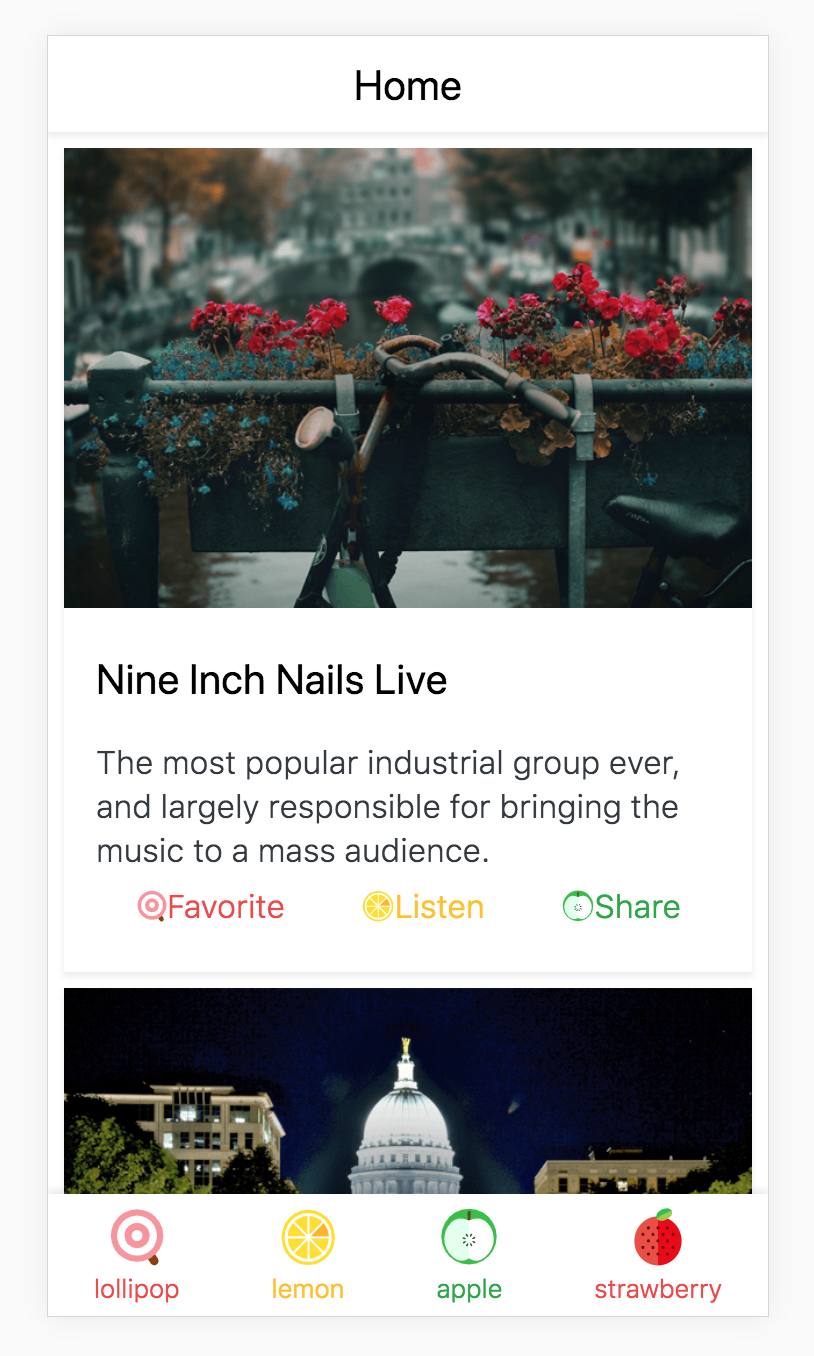 Home
Nine Inch Nails Live
The most popular industrial group ever,
and largely responsible for bringing the
music to a mass audience.
Favorite Listen Share
lollipop lemon apple strawberry